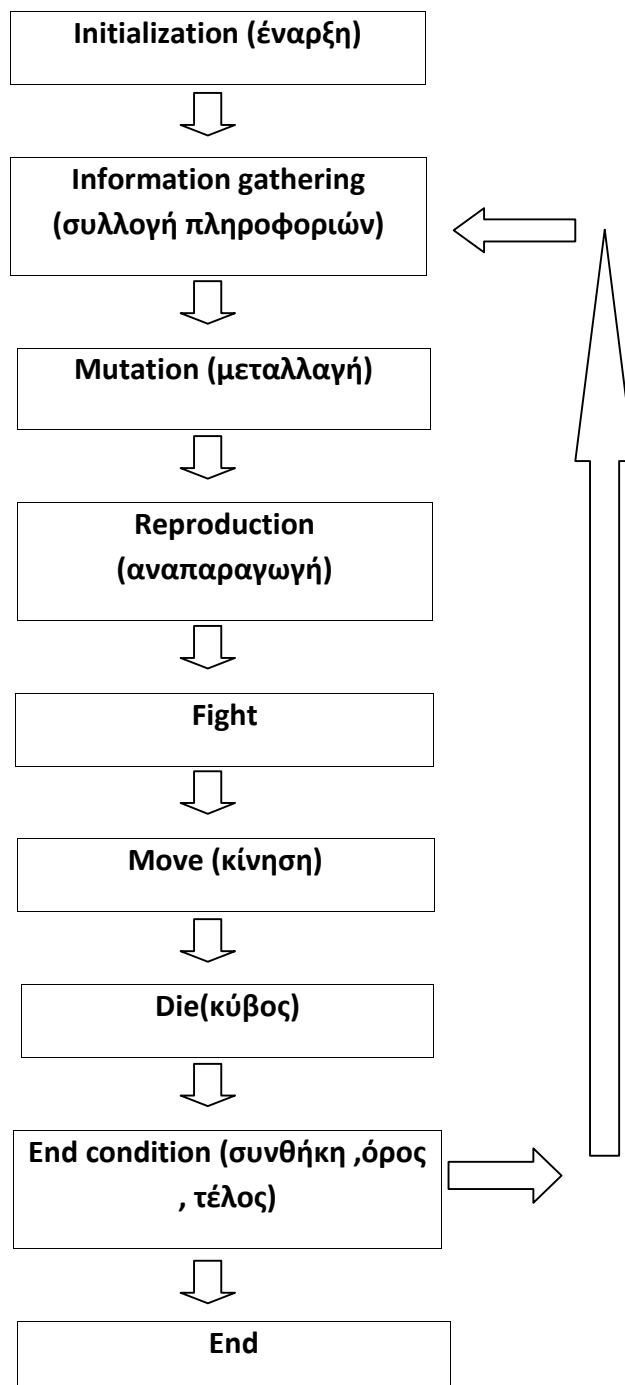 Initialization (έναρξη)
Information gathering
(συλλογή πληροφοριών)
Mutation (μεταλλαγή)
Reproduction
(αναπαραγωγή)
Fight
Move (κίνηση)
Die(κύβος)
End condition (συνθήκη ,όρος
, τέλος)
End